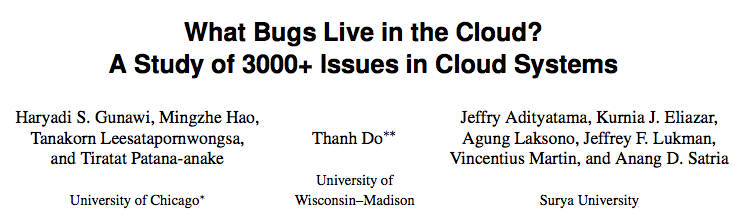 What Bugs Live in the Cloud?
A Study of 3000+ Issues in Cloud Systems
Haryadi S. Gunawi, Mingzhe Hao,
Tanakorn Leesatapornwongsa,
and Tiratat Patana-anake
University of Chicago*
Thanh Do**
University of
Wisconsin–Madison
Jeffry Adityatama, Kurnia J. Eliazar,
Agung Laksono, Jeffrey F. Lukman,
Vincentius Martin, and Anang D. Satria
Surya University